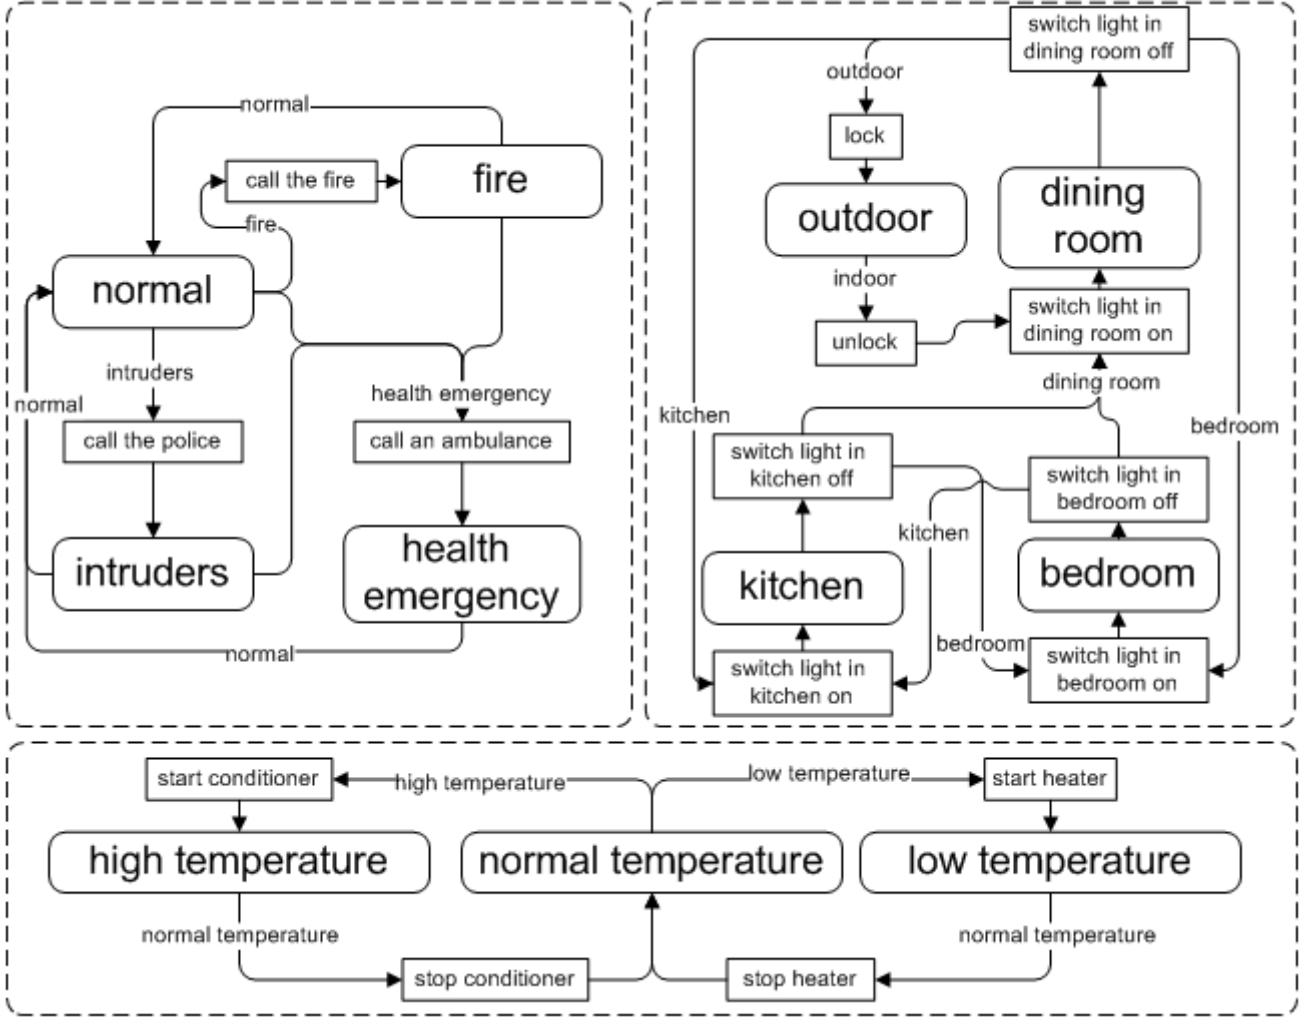 normal
call the fire
fire
fire
normal
intruders
normal
health emergency
call the police
call an ambulance
intruders
health
emergency
normal
switch light in
dining room off
outdoor
lock
outdoor
dining
room
indoor
switch light in
dining room on
unlock
dining room
kitchen
bedroom
switch light in
kitchen off
switch light in
bedroom off
kitchen
kitchen
bedroom
bedroom
switch light in
kitchen on
switch light in
bedroom on
start conditioner
high temperature
low temperature
start heater
high temperature
normal temperature
low temperature
normal temperature
normal temperature
stop conditioner
stop heater